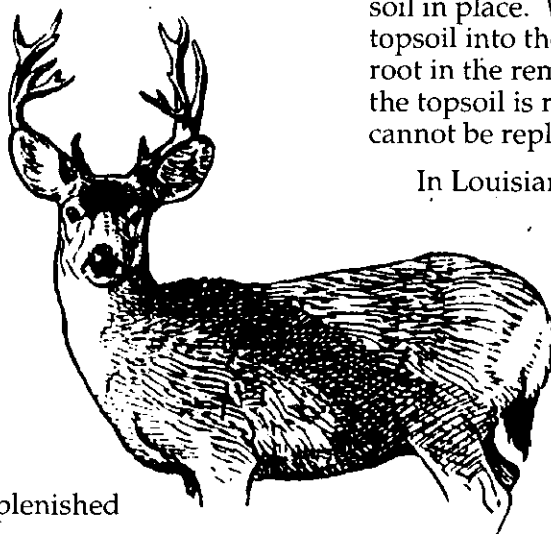 soil in place.
topsoil into the
root in the rem
the topsoil is r
cannot be repl
In Louisian
plenished